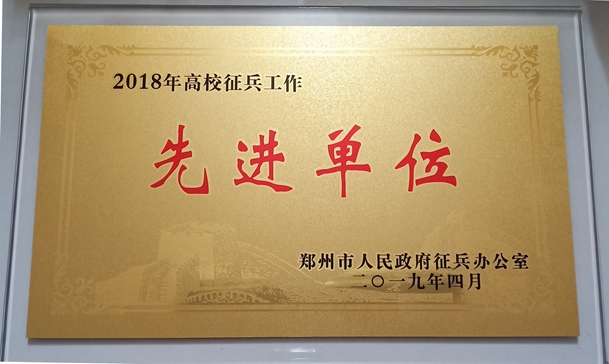 2018年高校征兵工作
先进单位
郑州市人民政府征兵办公室
二〇一九年四月